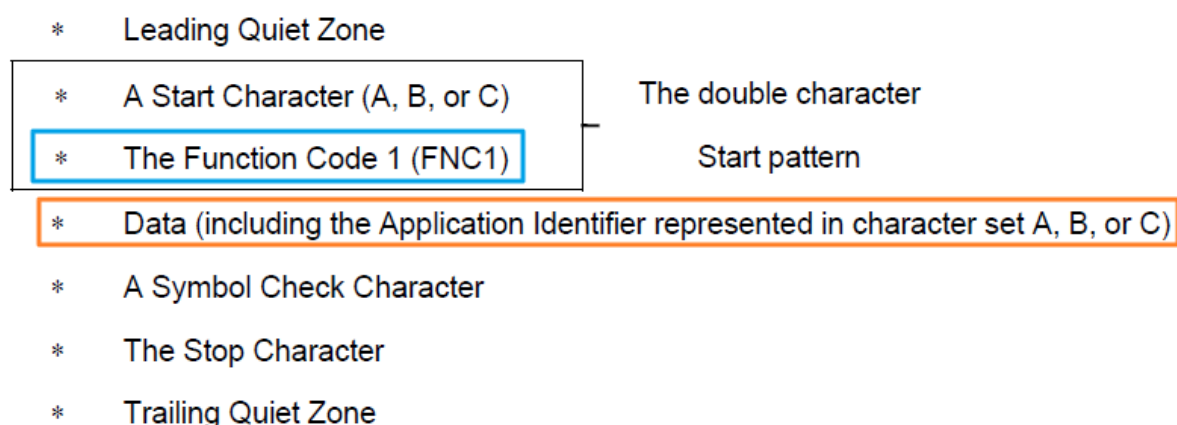 * Leading Quiet Zone
* A Start Character (A, B, or C)
The double character
* The Function Code 1 (FNC1)
Start pattern
* Data (including the Application Identifier represented in character set A, B, or C)
* A Symbol Check Character
* The Stop Character
* Trailing Quiet Zone